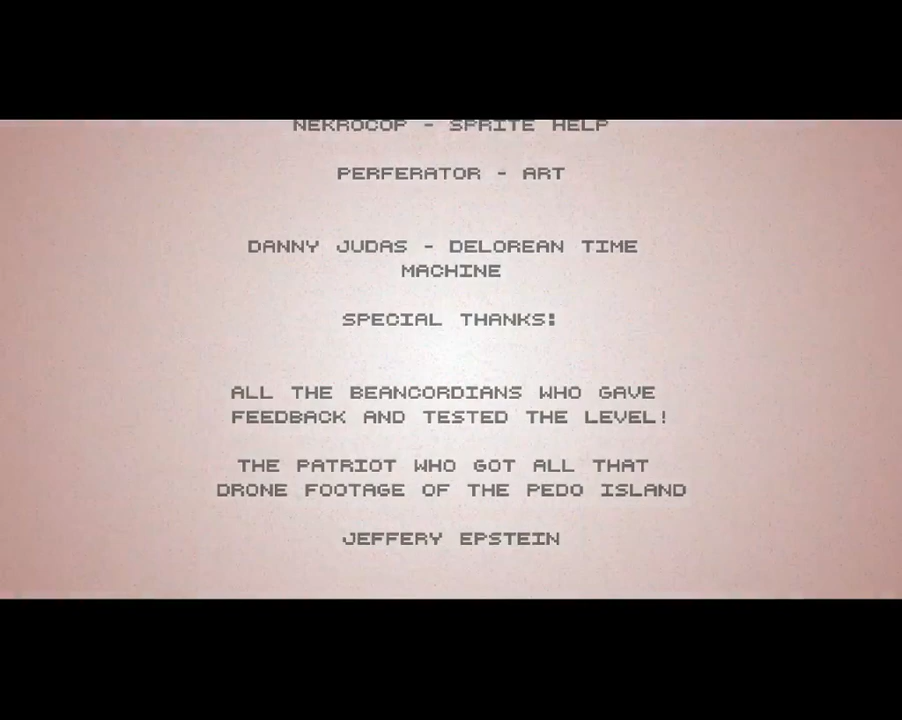 NEKROCOP - SPRITE HELP
PERFERATOR - ART
DANNY JUDAS - DELOREAN TIME
MACHINE
SPECIAL THANKS:
ALL THE BEANCORDIANS WHO GAVE
FEEDBACK AND TESTED THE LEVEL!
THE PATRIOT WHO GOT ALL THAT
DRONE FOOTAGE OF THE PEDO ISLAND
JEFFERY EPSTEIN